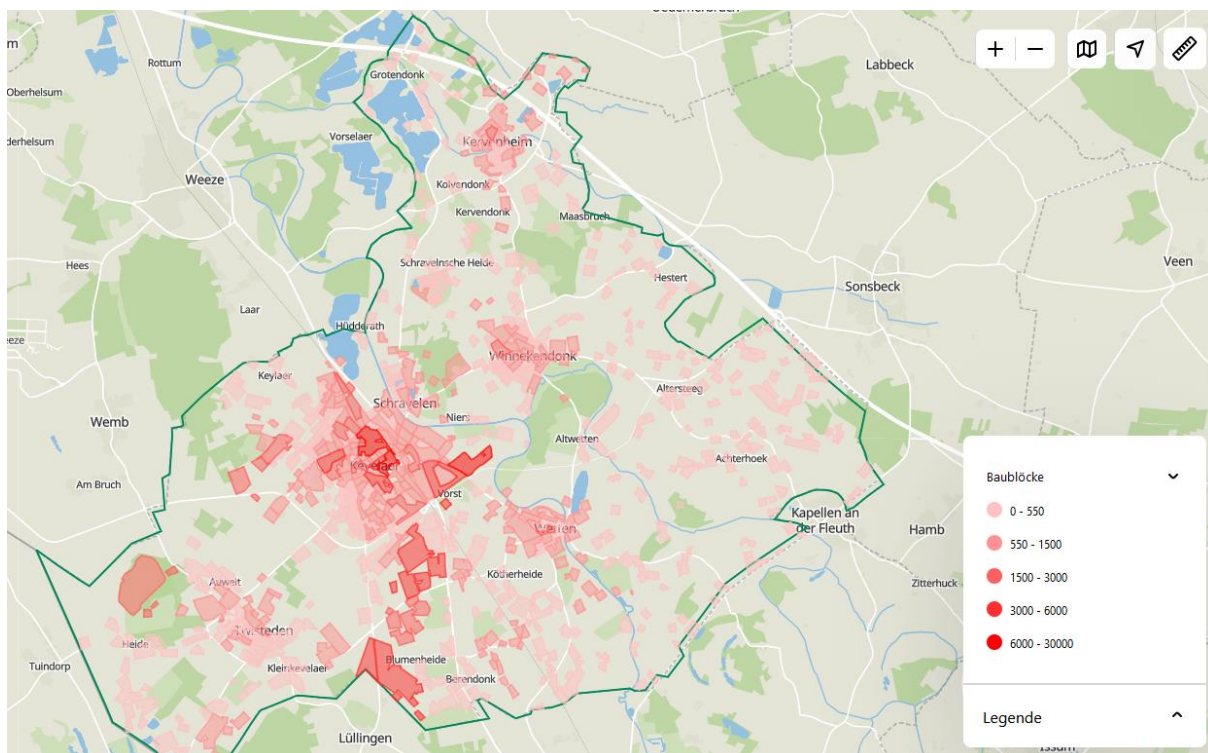 Grotendonk
Rottum
Labbeck
Oberhelsum
Vorselaer
Kervenheim
derhelsum
Weeze
Kolvendonk
Kervendonk
Maasbruch
Hees
Schravelnsche Heide
Veen
Hestert
Sonsbeck
Laar
Hüdderath
eeze
Winnekendonk
Keylaer
Altersteeg
Schravelen
Niers
Wemb
Altwetten
Kevelaer
Achterhoek
Am Bruch
Vorst
Kapellen an
der Fleuth
Wetten
Hamb
Kötherheide
Zitterhuck
Auwelt
Twisteden
Heide
Blumenheide
Tuindorp
Kleinkevelaer
Berendonk
Lüllingen
Issum
+
−
Baublöcke
0 - 550
550 - 1500
1500 - 3000
3000 - 6000
6000 - 30000
Legende